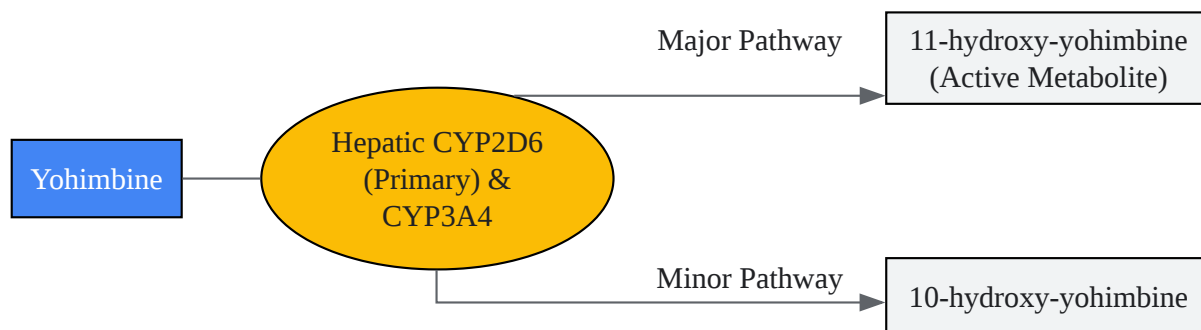 Major Pathway
11-hydroxy-yohimbine
(Active Metabolite)
Yohimbine
Hepatic CYP2D6
(Primary) &
CYP3A4
Minor Pathway
10-hydroxy-yohimbine